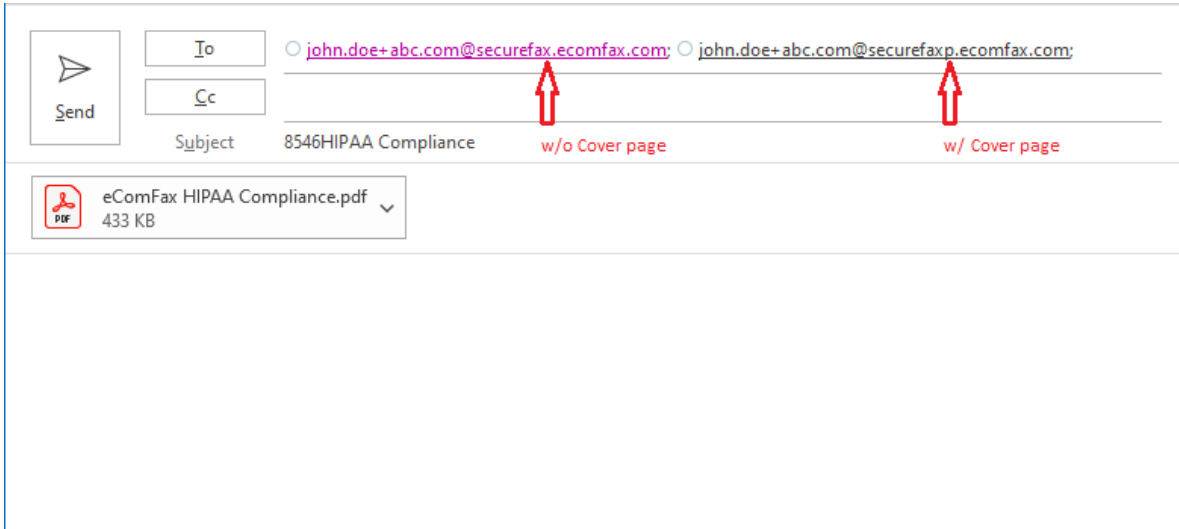 To
john.doe+abc.com@securefax.ecomfax.com; john.doe+abc.com@securefaxp.ecomfax.com;
Send
Cc
Subject
8546HIPAA Compliance
w/o Cover page
w/ Cover page
PDF
eComFax HIPAA Compliance.pdf
433 KB